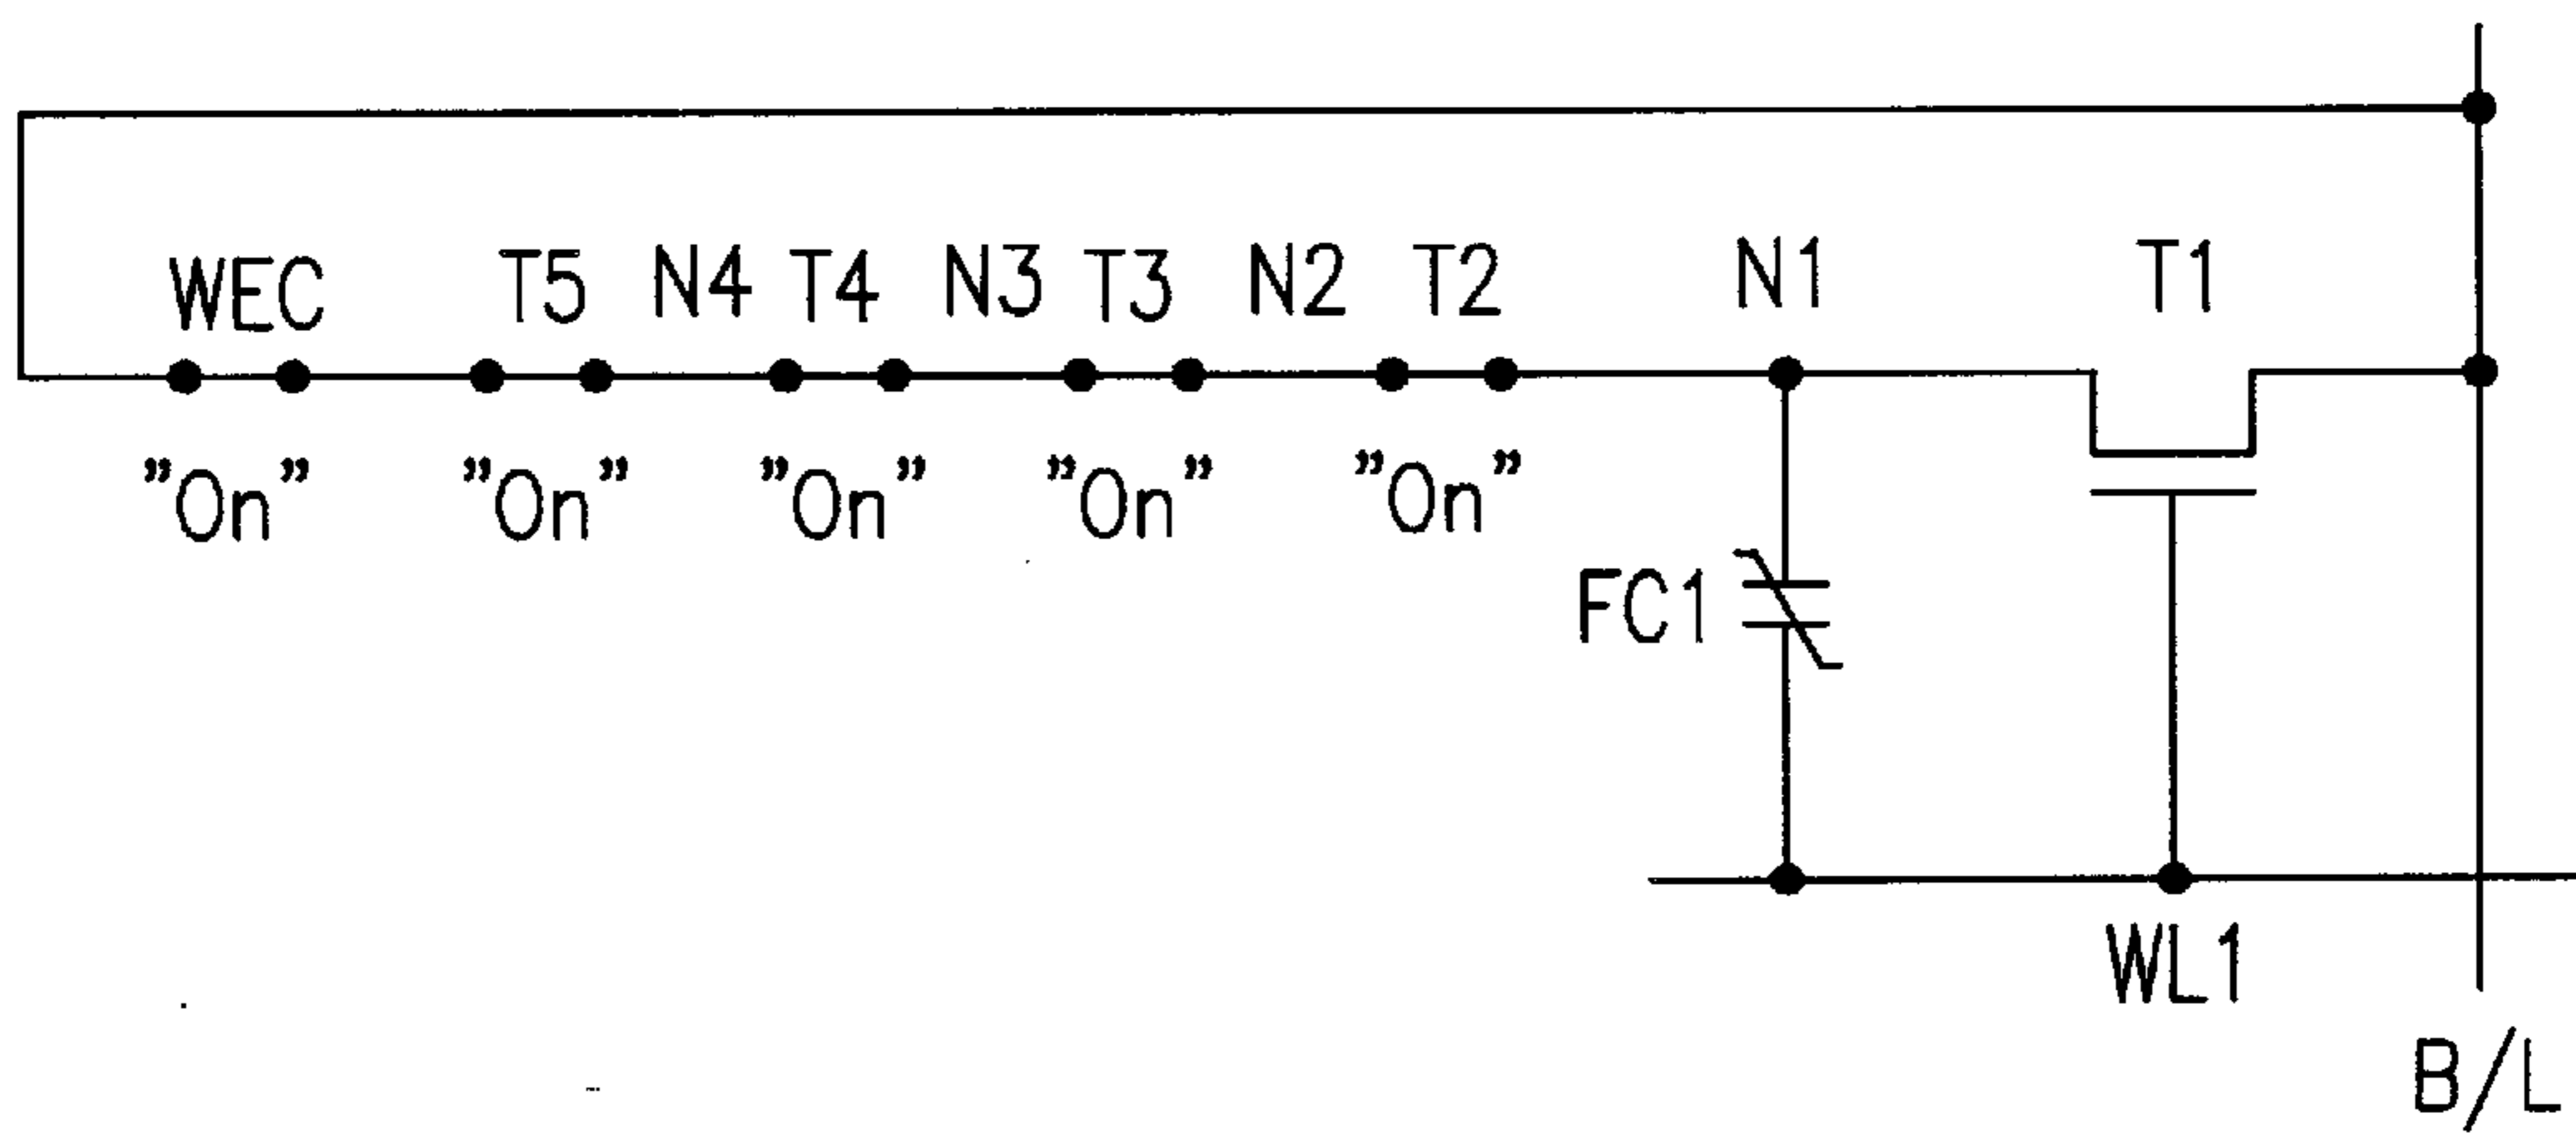 WEC T5 N4 T4 N3 T3 N2 T2 N1 T1
"On" "On" "On" "On" "On"
FC1
WL1
B/L